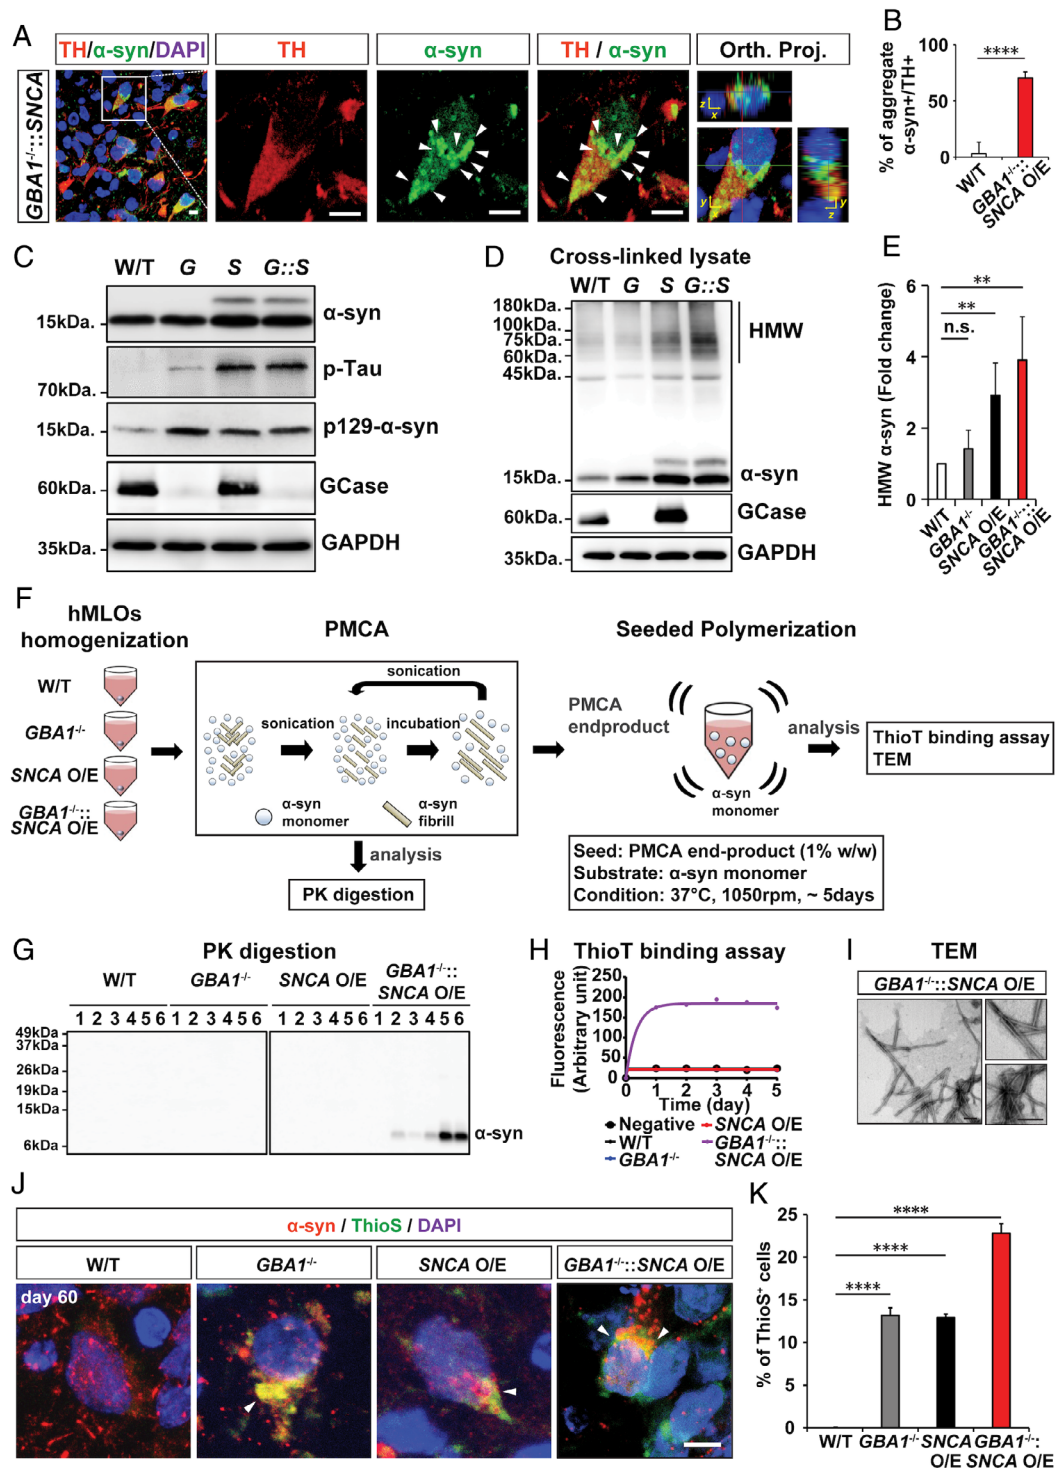 A
TH/α-syn/DAPI
TH
α-syn
TH / α-syn
Orth. Proj.
GBA1-/-::SNCA
z
x
y
y
z
B
% of aggregate
α-syn+/TH+
100
50
0
****
W/T
GBA1-/-::
SNCA O/E
C
W/T G S G::S
15kDa.
α-syn
p-Tau
70kDa.
15kDa.
p129-α-syn
60kDa.
GCase
35kDa.
GAPDH
D
Cross-linked lysate
W/T G S G::S
180kDa.
100kDa.
75kDa.
60kDa.
45kDa.
HMW
15kDa.
α-syn
60kDa.
GCase
35kDa.
GAPDH
E
HMW α-syn (Fold change)
6
4
2
0
**
**
n.s.
W/T
GBA1-/-
SNCA O/E
GBA1-/-::
SNCA O/E
F
hMLOs
homogenization
W/T
GBA1-/-
SNCA O/E
GBA1-/-::
SNCA O/E
PMCA
sonication
sonication
incubation
α-syn
monomer
α-syn
fibrill
analysis
PK digestion
Seeded Polymerization
PMCA
endproduct
α-syn
monomer
analysis
ThioT binding assay
TEM
Seed: PMCA end-product (1% w/w)
Substrate: α-syn monomer
Condition: 37°C, 1050rpm, ~ 5days
G
PK digestion
W/T
GBA1-/-
SNCA O/E
GBA1-/-::
SNCA O/E
1 2 3 4 5 6 1 2 3 4 5 6 1 2 3 4 5 6 1 2 3 4 5 6
49kDa
37kDa
26kDa
19kDa
15kDa
6kDa
α-syn
H
ThioT binding assay
Fluorescence
(Arbitrary unit)
250
200
150
100
50
0
0 1 2 3 4 5
Time (day)
Negative
W/T
GBA1-/-
SNCA O/E
GBA1-/-::
SNCA O/E
I
TEM
GBA1-/-::SNCA O/E
J
α-syn / ThioS / DAPI
W/T
GBA1-/-
SNCA O/E
GBA1-/-::SNCA O/E
day 60
K
% of ThioS+ cells
25
20
15
10
5
0
****
****
****
W/T
GBA1-/-
SNCA
O/E
GBA1-/-:
SNCA O/E